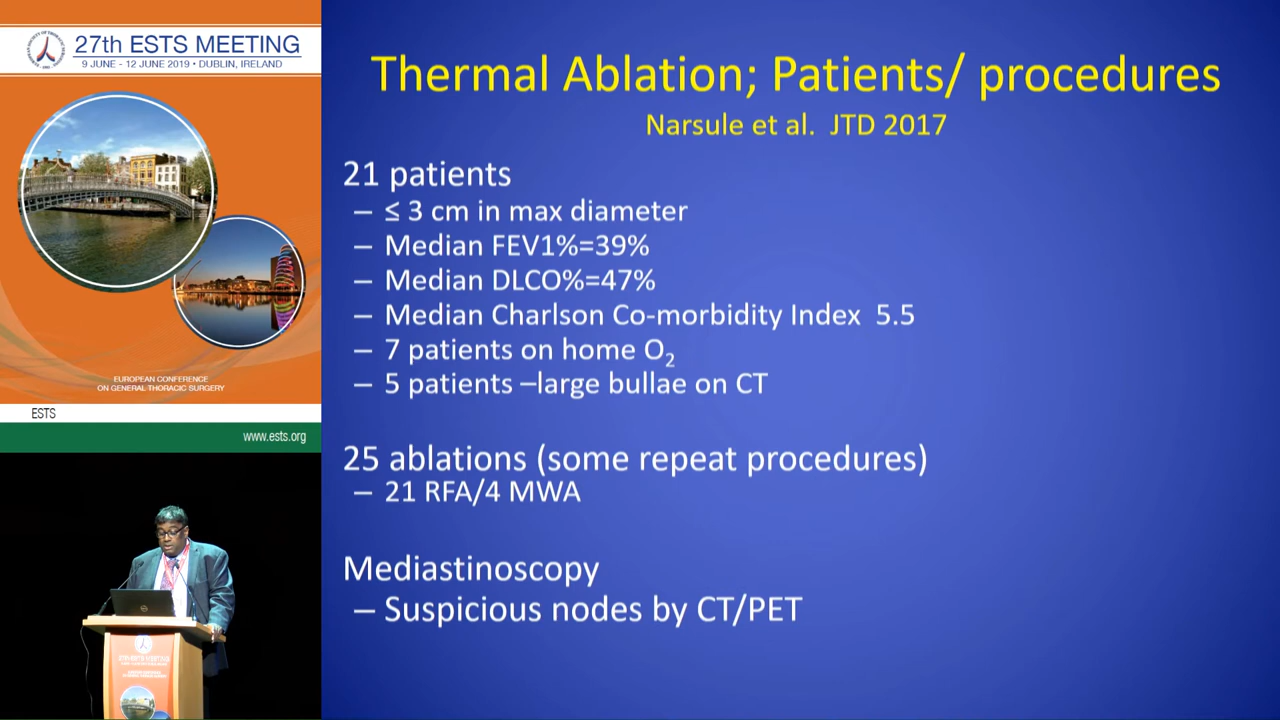 27th ESTS MEETING
9 JUNE - 12 JUNE 2019 • DUBLIN, IRELAND
EUROPEAN CONFERENCE
ON GENERAL THORACIC SURGERY
ESTS
www.ests.org
27th ESTS MEETING
Thermal Ablation; Patients/ procedures
Narsule et al. JTD 2017
21 patients
– ≤ 3 cm in max diameter
– Median FEV1%=39%
– Median DLCO%=47%
– Median Charlson Co-morbidity Index 5.5
– 7 patients on home O₂
– 5 patients –large bullae on CT
25 ablations (some repeat procedures)
– 21 RFA/4 MWA
Mediastinoscopy
– Suspicious nodes by CT/PET